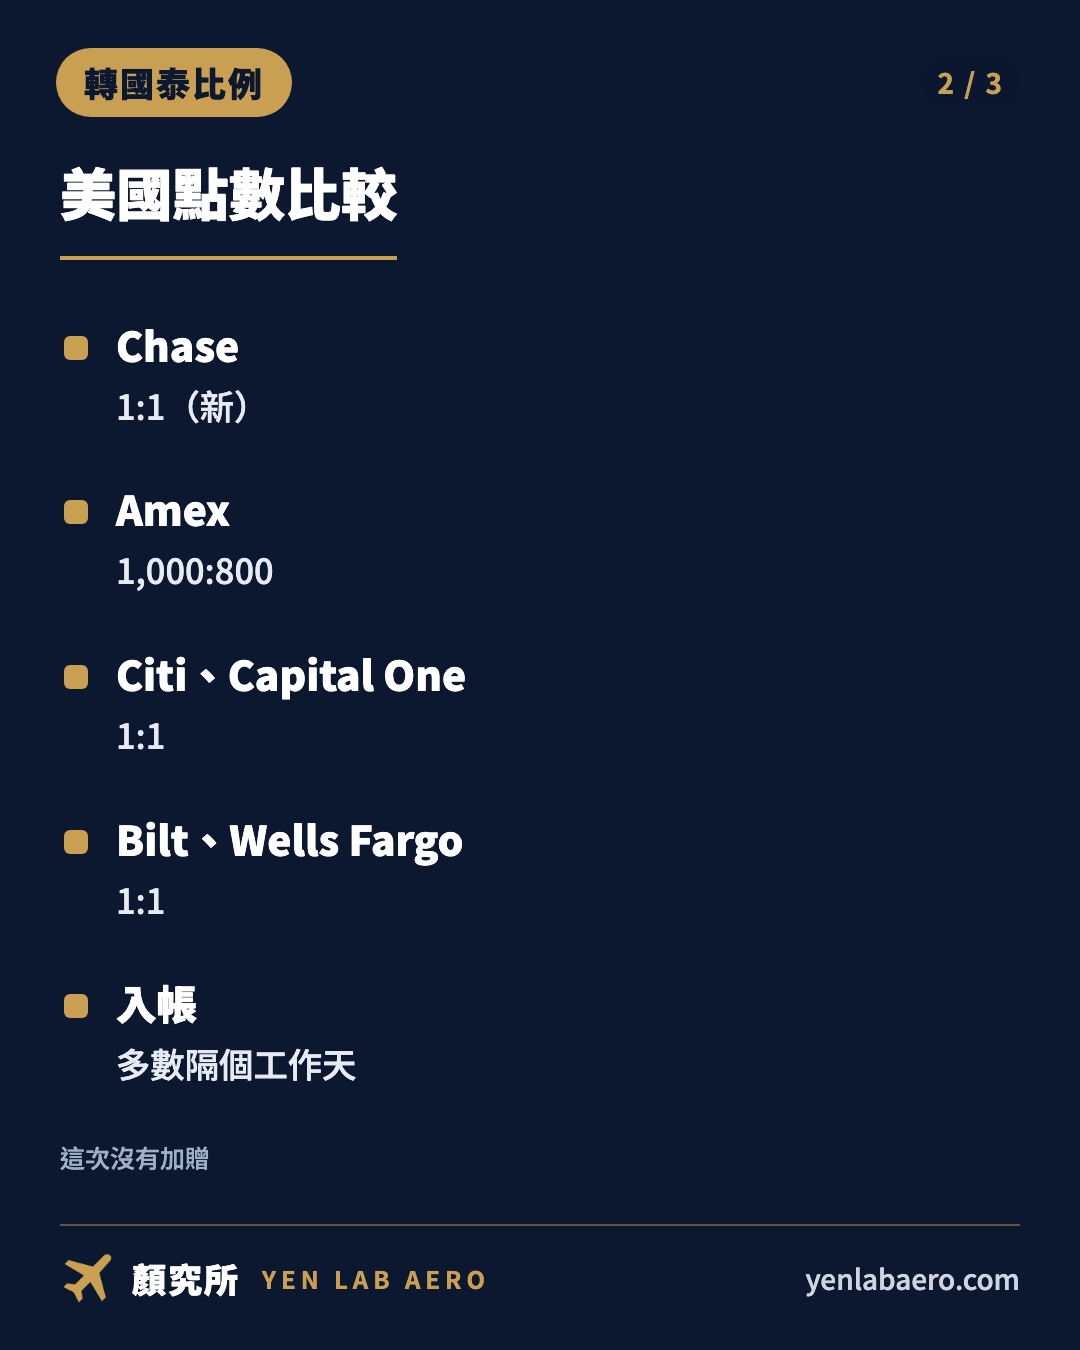 轉國泰比例
2 / 3
美國點數比較
Chase
1:1（新）
Amex
1,000:800
Citi、Capital One
1:1
Bilt、Wells Fargo
1:1
入帳
多數隔個工作天
這次沒有加贈
顏究所 YEN LAB AERO
yenlabaero.com